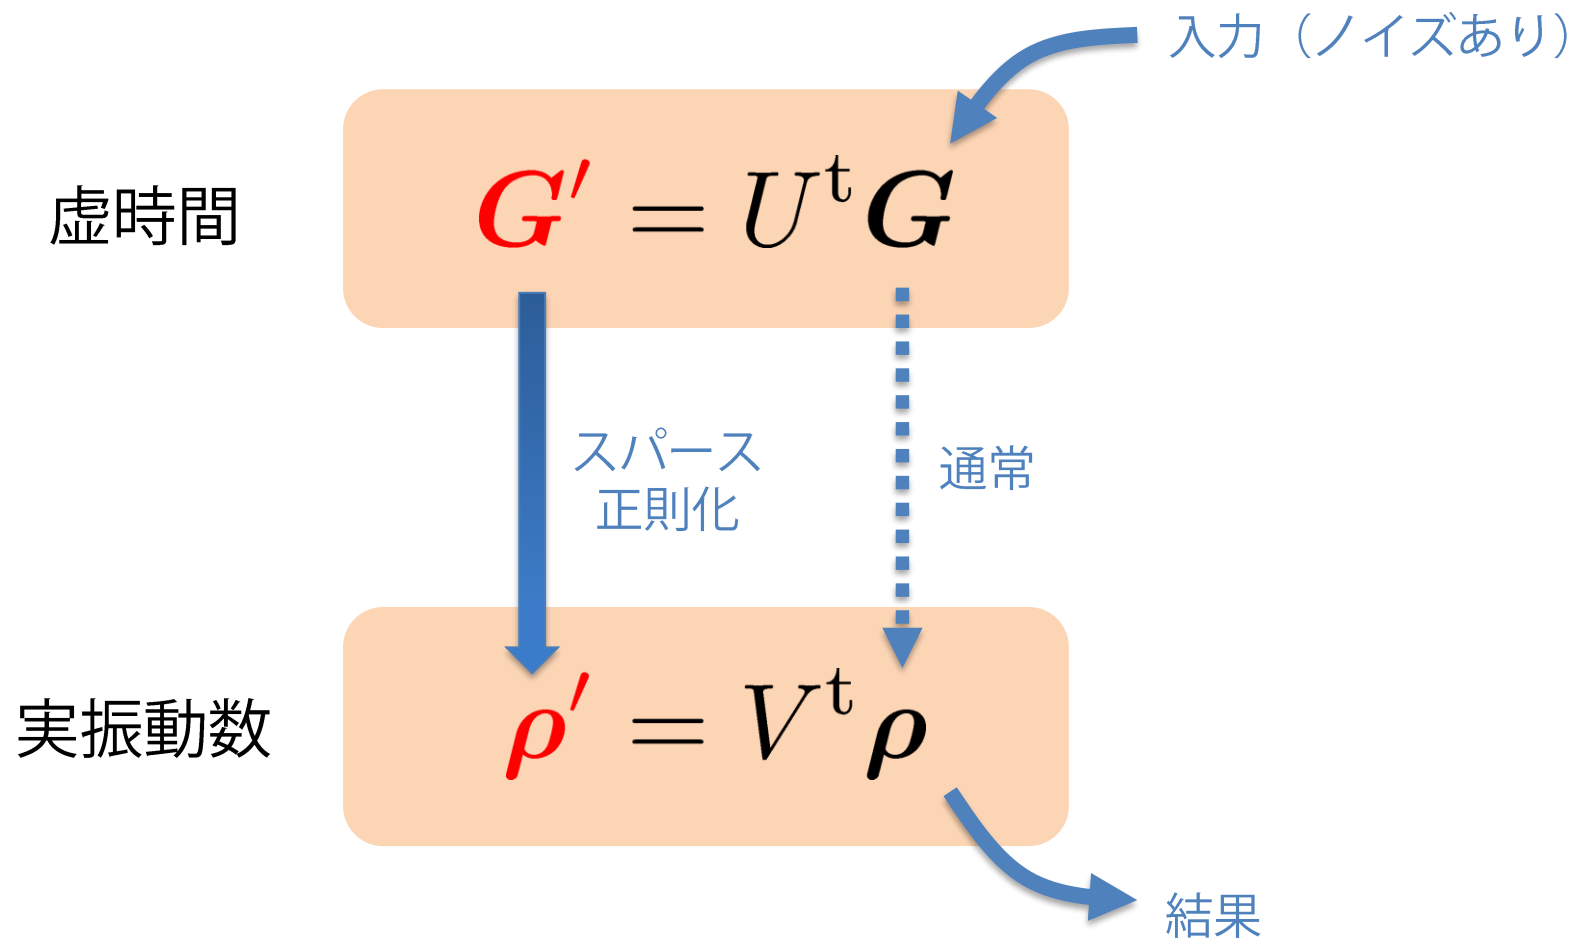 入力（ノイズあり）
虚時間
G′ = UᵗG
スパース
正則化
通常
実振動数
ρ′ = Vᵗρ
結果